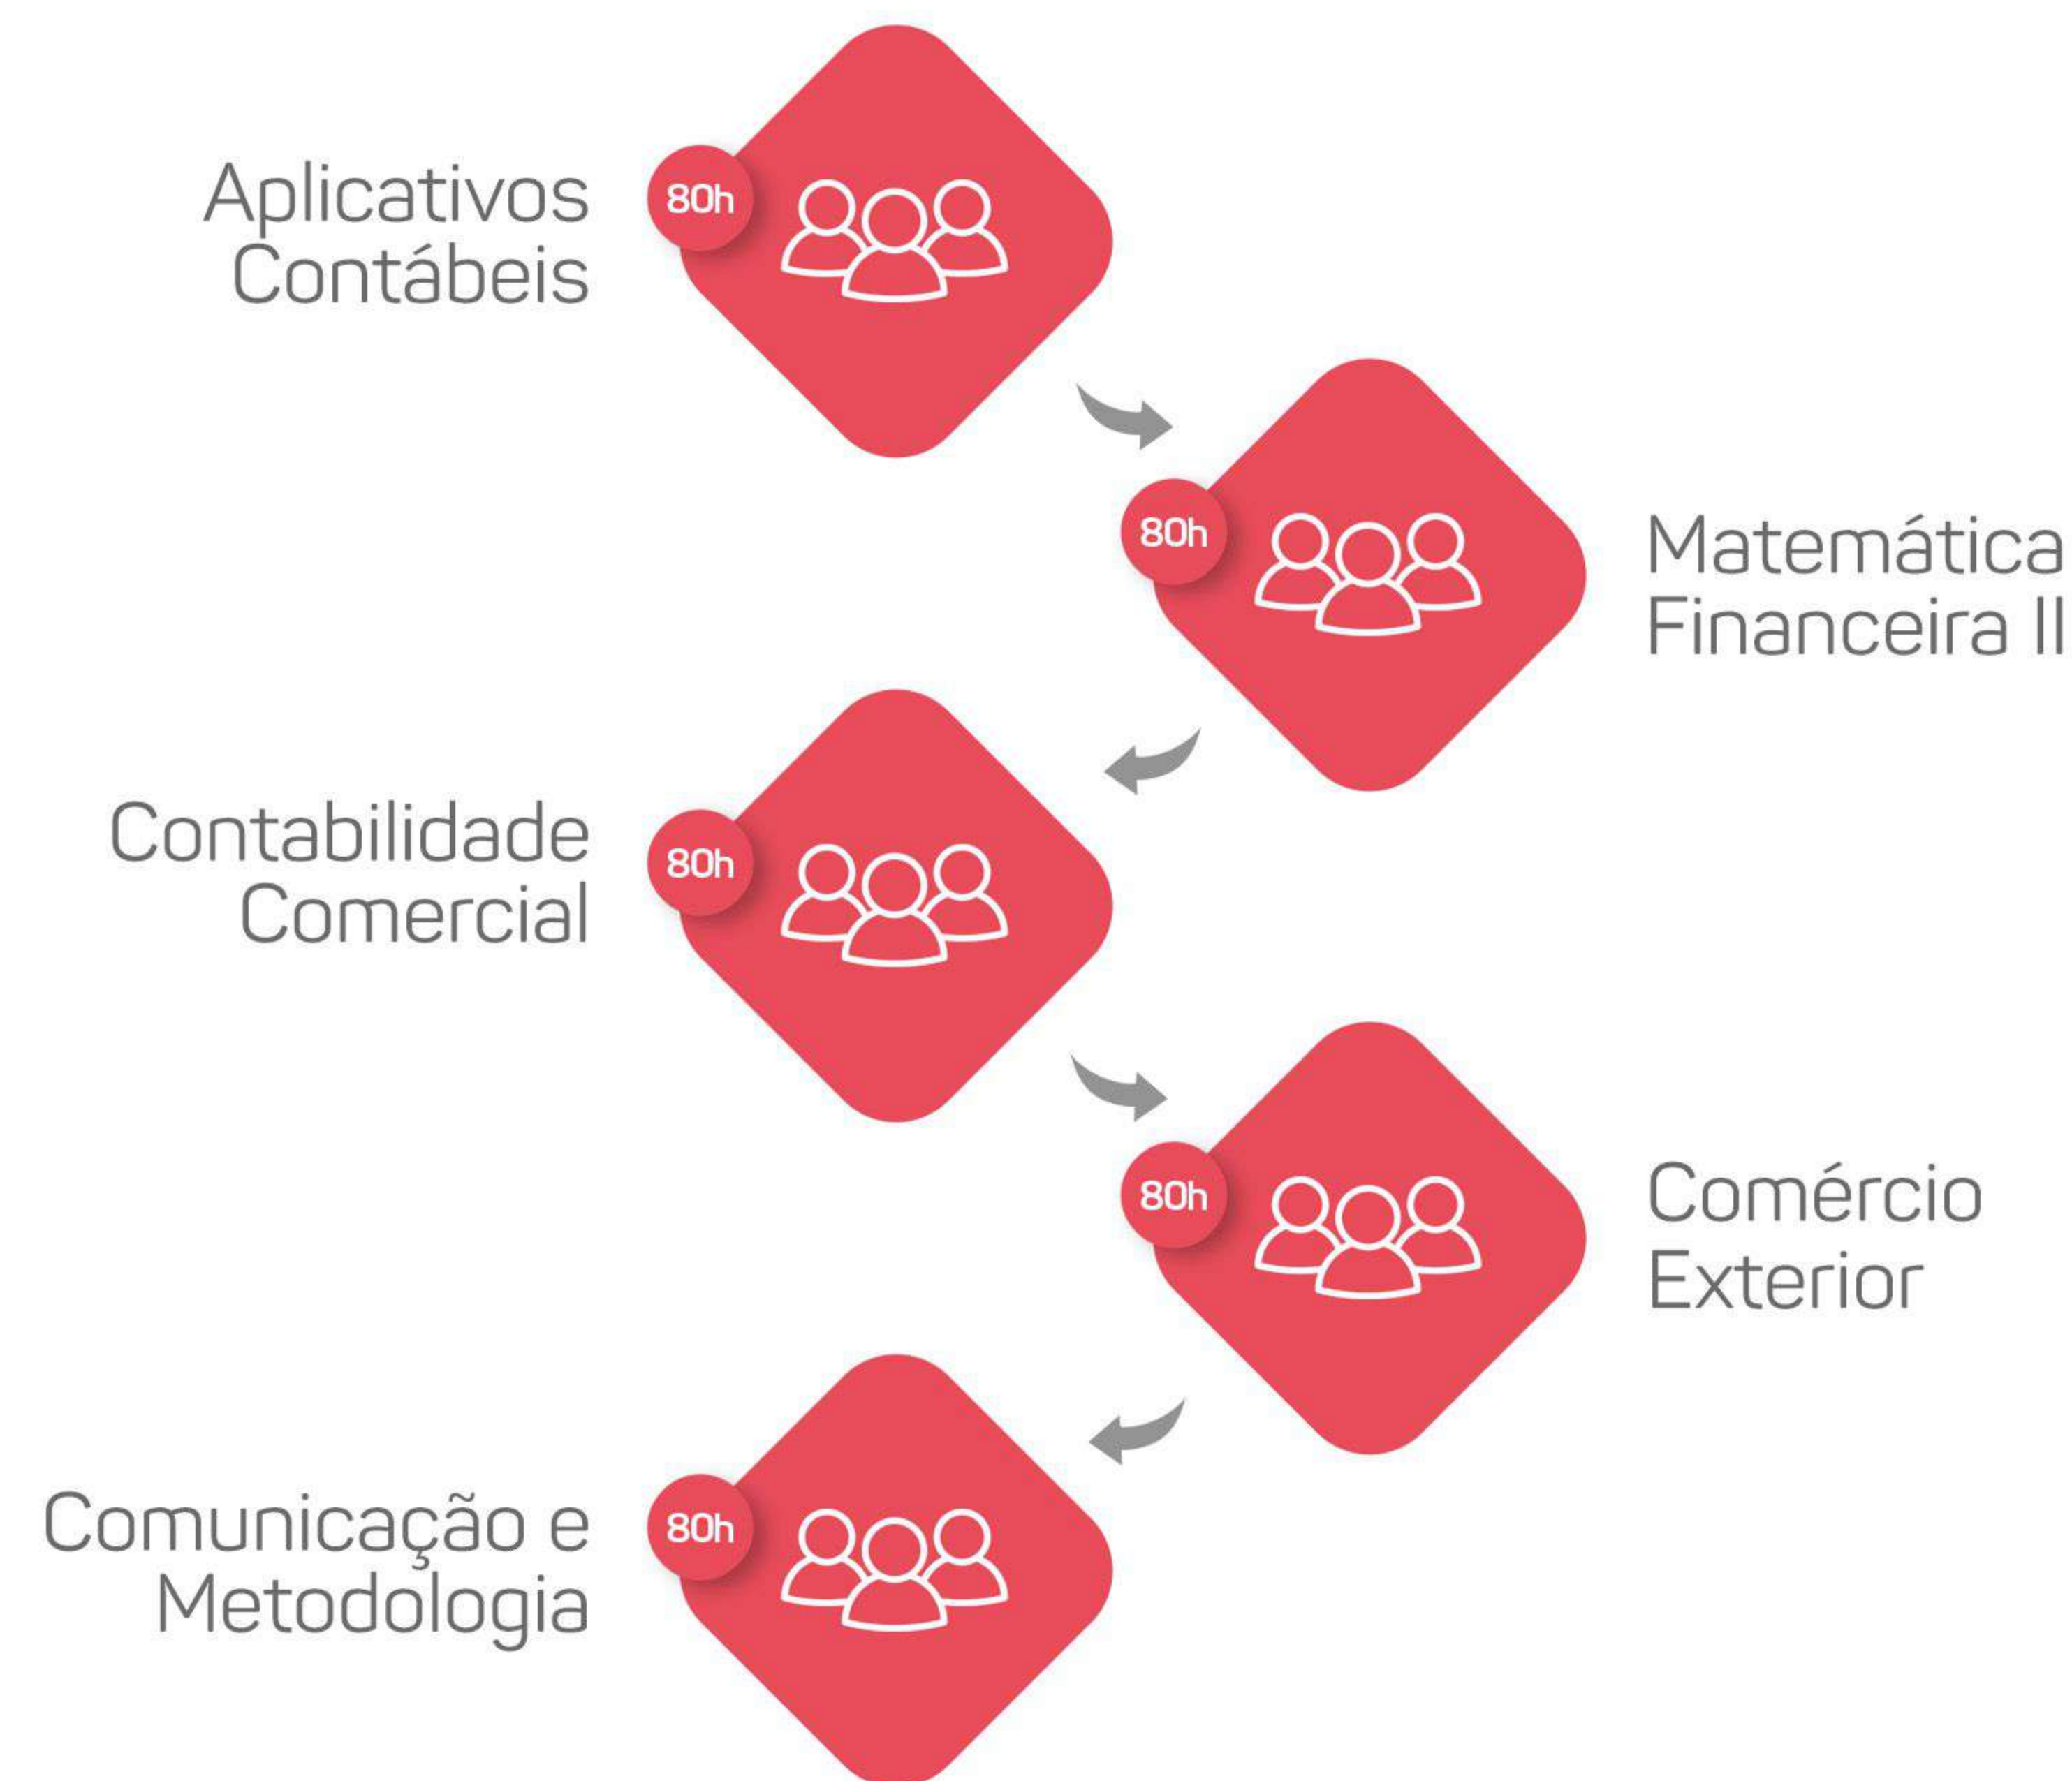 Aplicativos
Contábeis
80h
80h
Matemática
Financeira II
Contabilidade
Comercial
80h
80h
Comércio
Exterior
Comunicação e
Metodologia
80h